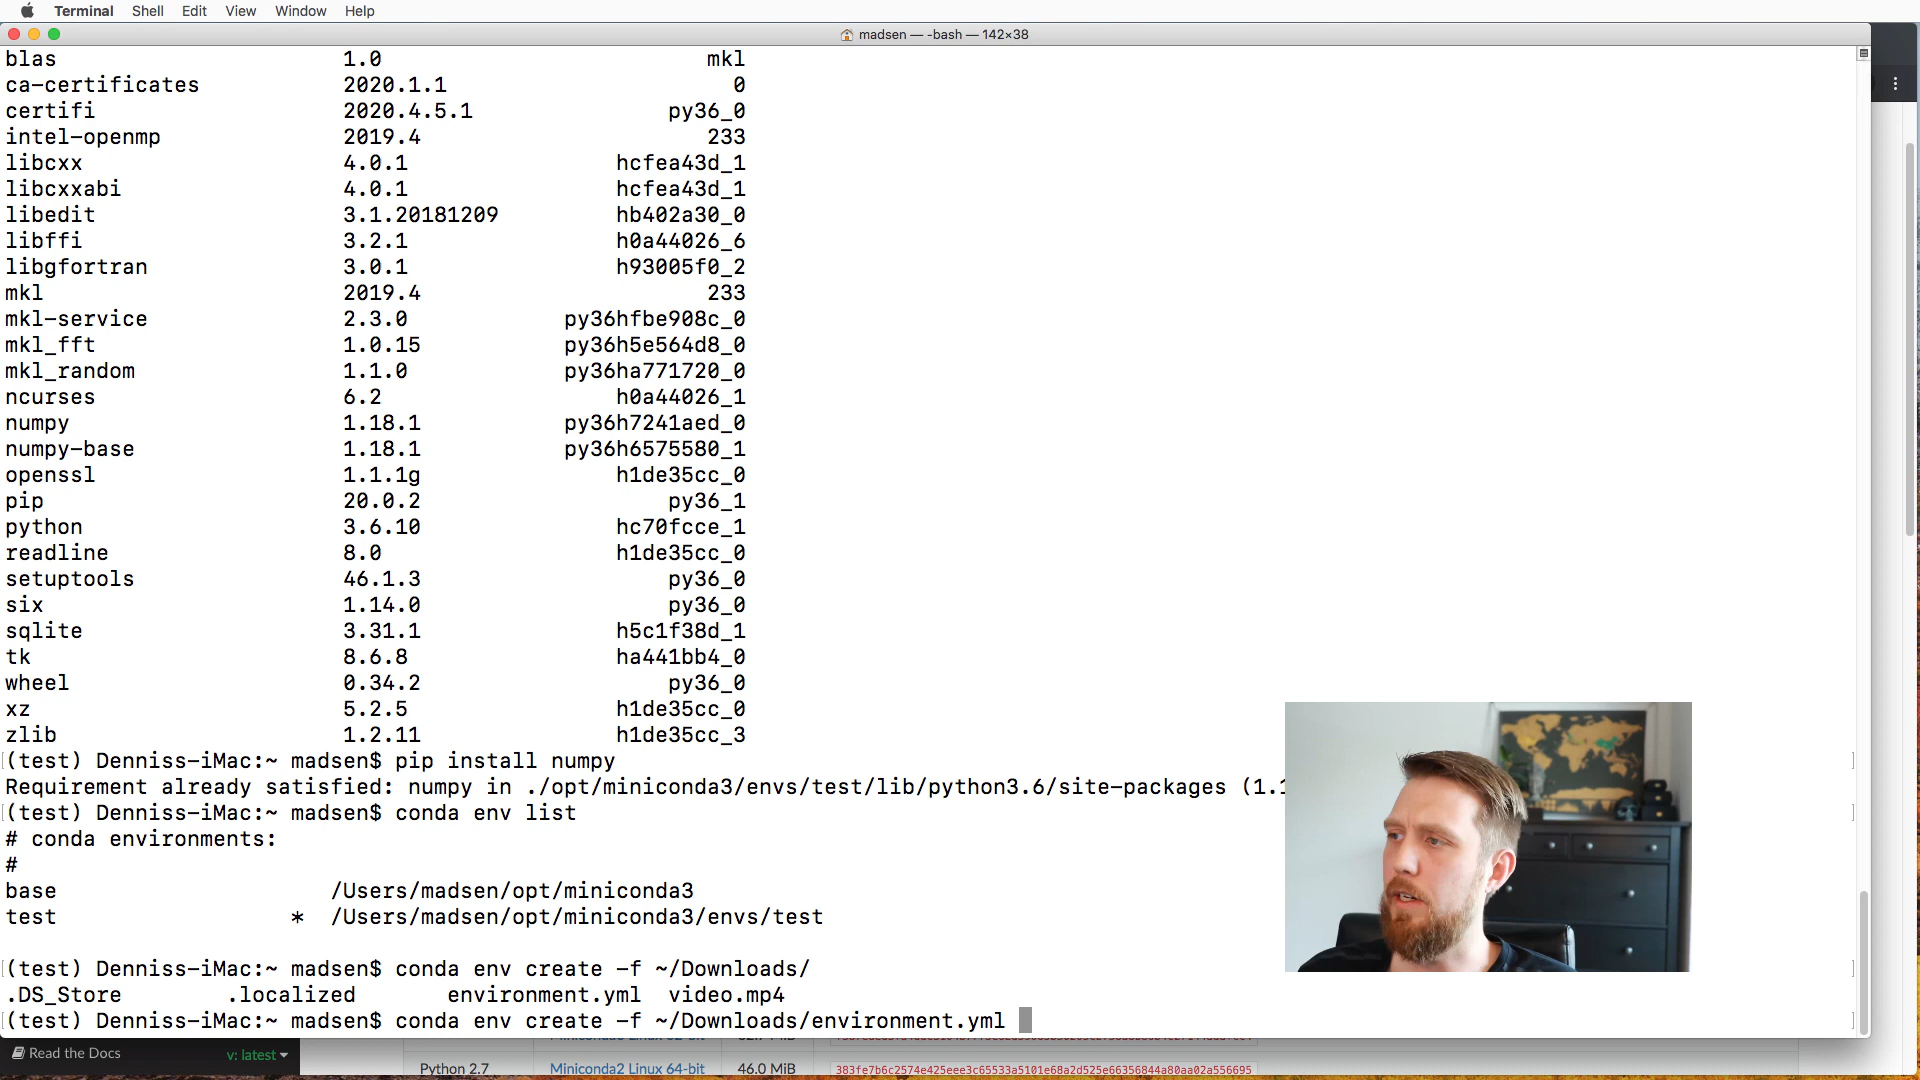 Terminal Shell Edit View Window Help
madsen — -bash — 142×38
blas 1.0 mkl
ca-certificates 2020.1.1 0
certifi 2020.4.5.1 py36_0
intel-openmp 2019.4 233
libcxx 4.0.1 hcfea43d_1
libcxxabi 4.0.1 hcfea43d_1
libedit 3.1.20181209 hb402a30_0
libffi 3.2.1 h0a44026_6
libgfortran 3.0.1 h93005f0_2
mkl 2019.4 233
mkl-service 2.3.0 py36hfbe908c_0
mkl_fft 1.0.15 py36h5e564d8_0
mkl_random 1.1.0 py36ha771720_0
ncurses 6.2 h0a44026_1
numpy 1.18.1 py36h7241aed_0
numpy-base 1.18.1 py36h6575580_1
openssl 1.1.1g h1de35cc_0
pip 20.0.2 py36_1
python 3.6.10 hc70fcce_1
readline 8.0 h1de35cc_0
setuptools 46.1.3 py36_0
six 1.14.0 py36_0
sqlite 3.31.1 h5c1f38d_1
tk 8.6.8 ha441bb4_0
wheel 0.34.2 py36_0
xz 5.2.5 h1de35cc_0
zlib 1.2.11 h1de35cc_3
[(test) Denniss-iMac:~ madsen$ pip install numpy ]
Requirement already satisfied: numpy in ./opt/miniconda3/envs/test/lib/python3.6/site-packages (1.1
[(test) Denniss-iMac:~ madsen$ conda env list ]
# conda environments:
#
base /Users/madsen/opt/miniconda3
test * /Users/madsen/opt/miniconda3/envs/test
[(test) Denniss-iMac:~ madsen$ conda env create -f ~/Downloads/ ]
.DS_Store .localized environment.yml video.mp4
[(test) Denniss-iMac:~ madsen$ conda env create -f ~/Downloads/environment.yml ]
Read the Docs v: latest
Python 2.7 Miniconda2 Linux 64-bit 46.0 MiB 383fe7b6c2574e425eee3c65533a5101e68a2d525e66356844a80aa02a556695